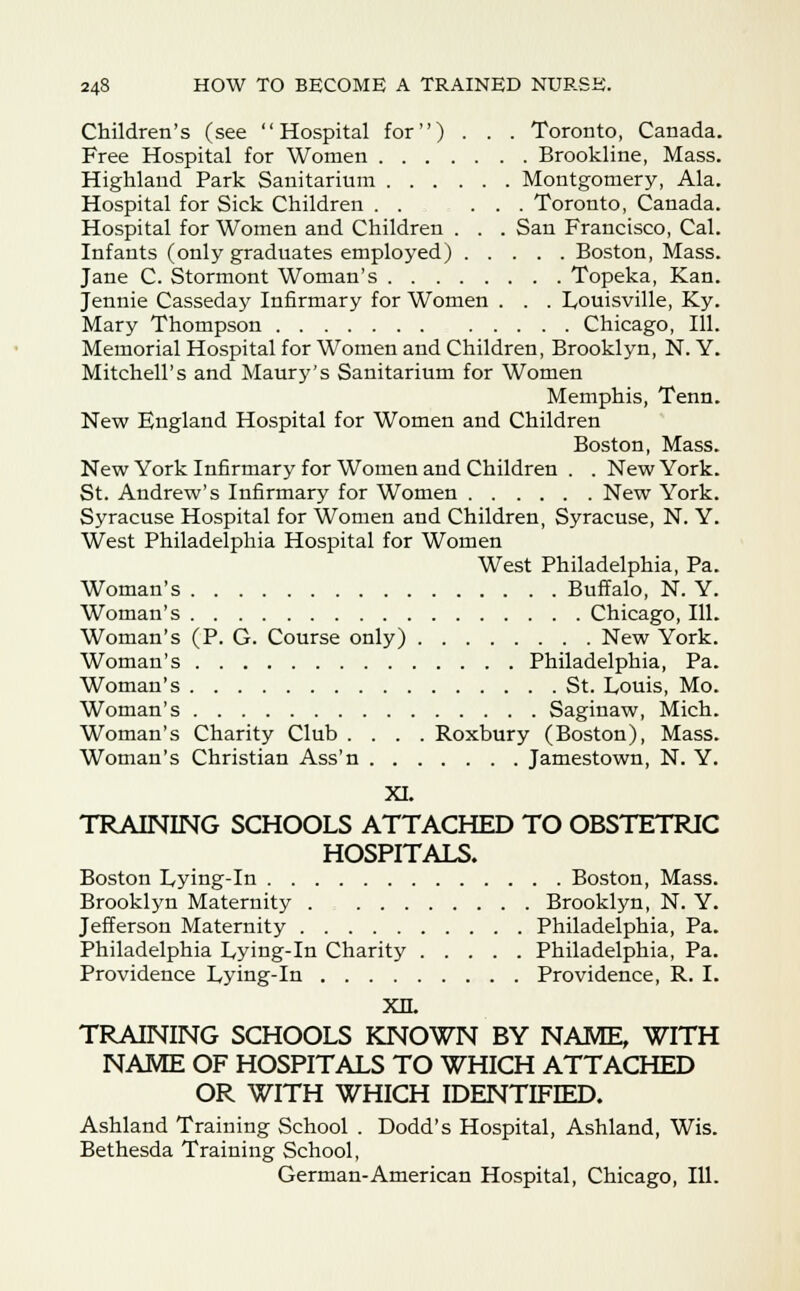 248 HOW TO BECOME A TRAINED NURSE.
Children's (see "Hospital for") . . . Toronto, Canada.
Free Hospital for Women . . . . . . . Brookline, Mass.
Highland Park Sanitarium . . . . . . Montgomery, Ala.
Hospital for Sick Children . . . . . Toronto, Canada.
Hospital for Women and Children . . . San Francisco, Cal.
Infants (only graduates employed) . . . . . Boston, Mass.
Jane C. Stormont Woman's . . . . . . . . Topeka, Kan.
Jennie Casseday Infirmary for Women . . . Louisville, Ky.
Mary Thompson . . . . . . . . . . . . Chicago, Ill.
Memorial Hospital for Women and Children, Brooklyn, N. Y.
Mitchell's and Maury's Sanitarium for Women
Memphis, Tenn.
New England Hospital for Women and Children
Boston, Mass.
New York Infirmary for Women and Children . . New York.
St. Andrew's Infirmary for Women . . . . . . New York.
Syracuse Hospital for Women and Children, Syracuse, N. Y.
West Philadelphia Hospital for Women
West Philadelphia, Pa.
Woman's . . . . . . . . . . . . . . . . Buffalo, N. Y.
Woman's . . . . . . . . . . . . . . . . . Chicago, Ill.
Woman's (P. G. Course only) . . . . . . . . New York.
Woman's . . . . . . . . . . . . . . Philadelphia, Pa.
Woman's . . . . . . . . . . . . . . . . St. Louis, Mo.
Woman's . . . . . . . . . . . . . . . Saginaw, Mich.
Woman's Charity Club . . . . Roxbury (Boston), Mass.
Woman's Christian Ass'n . . . . . . . Jamestown, N. Y.
XI.
TRAINING SCHOOLS ATTACHED TO OBSTETRIC
HOSPITALS.
Boston Lying-In . . . . . . . . . . . . . Boston, Mass.
Brooklyn Maternity . . . . . . . . . Brooklyn, N. Y.
Jefferson Maternity . . . . . . . . . . Philadelphia, Pa.
Philadelphia Lying-In Charity . . . . . Philadelphia, Pa.
Providence Lying-In . . . . . . . . . Providence, R. I.
XII.
TRAINING SCHOOLS KNOWN BY NAME, WITH
NAME OF HOSPITALS TO WHICH ATTACHED
OR WITH WHICH IDENTIFIED.
Ashland Training School . Dodd's Hospital, Ashland, Wis.
Bethesda Training School,
German-American Hospital, Chicago, Ill.